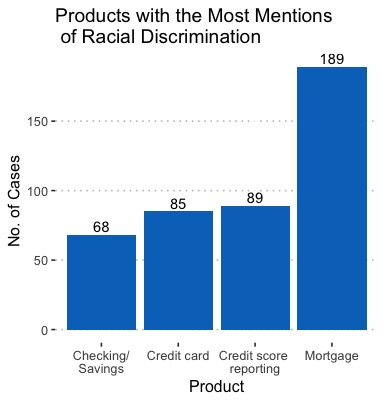 Products with the Most Mentions
of Racial Discrimination
189
150
100
89
85
68
50
0
No. of Cases
Checking/
Savings
Credit card
Credit score
reporting
Mortgage
Product